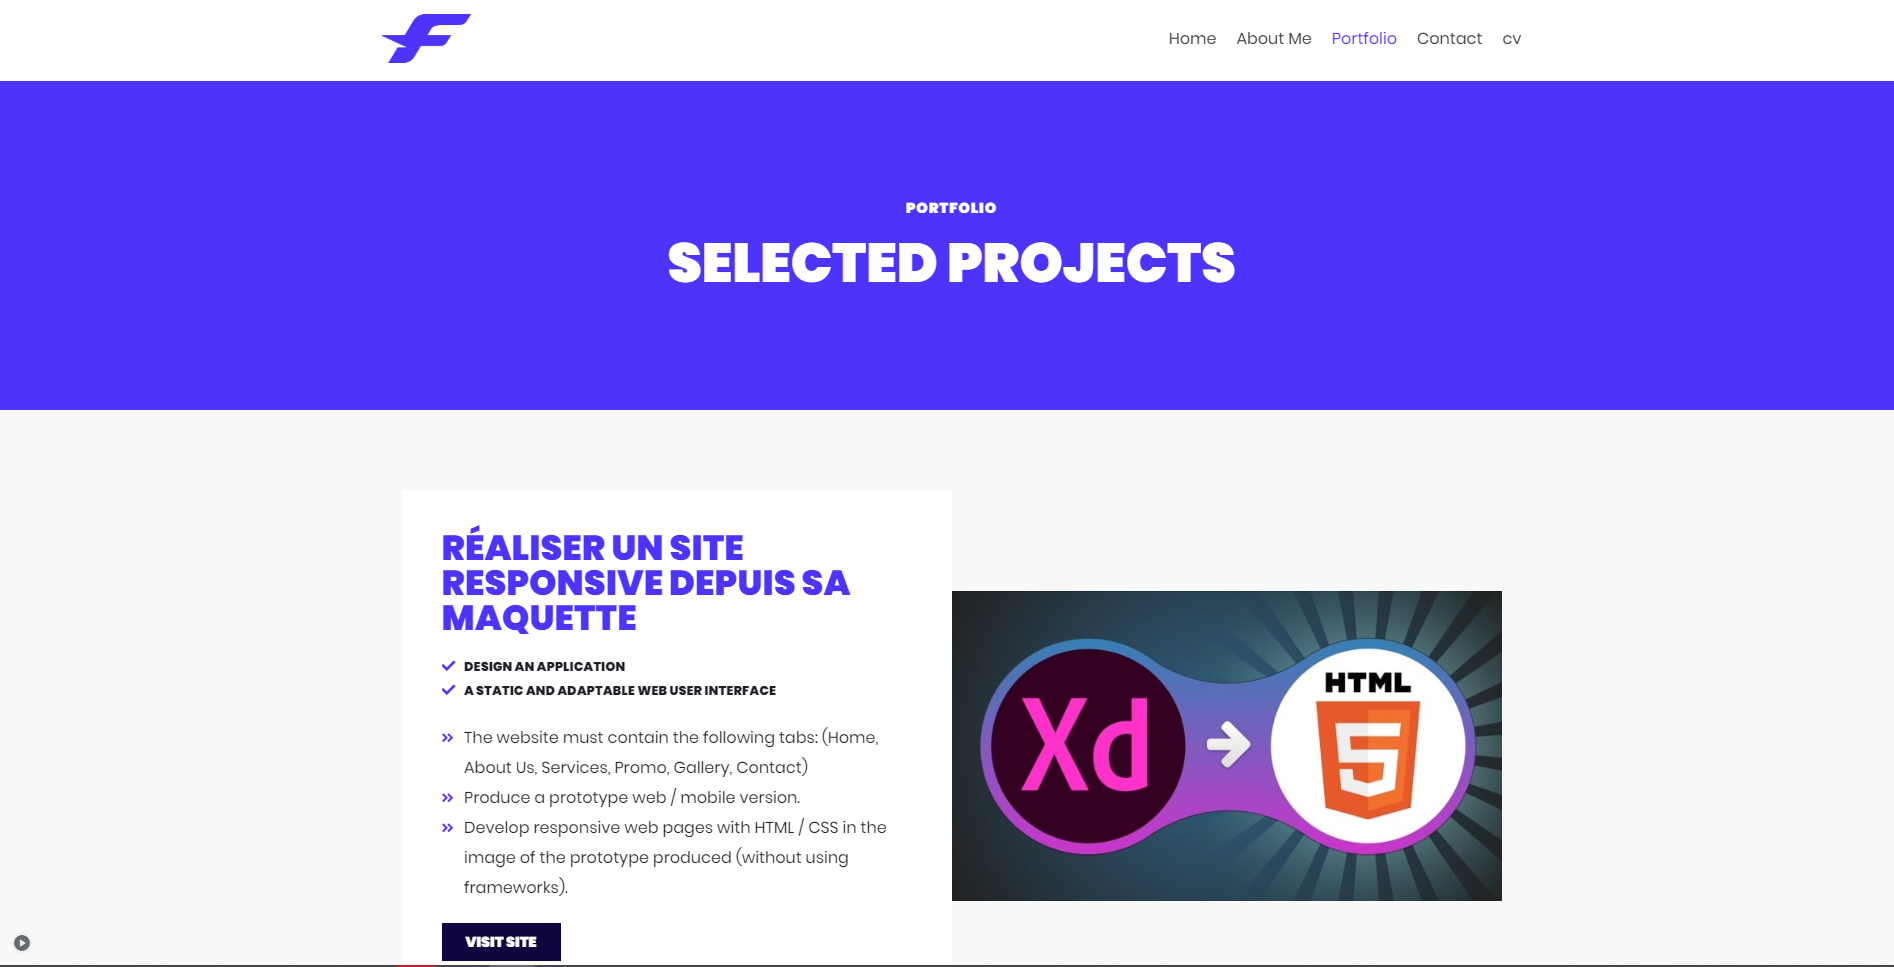 Home About Me Portfolio Contact cv
PORTFOLIO
SELECTED PROJECTS
RÉALISER UN SITE
RESPONSIVE DEPUIS SA
MAQUETTE
DESIGN AN APPLICATION
A STATIC AND ADAPTABLE WEB USER INTERFACE
The website must contain the following tabs: (Home,
About Us, Services, Promo, Gallery, Contact)
Produce a prototype web / mobile version.
Develop responsive web pages with HTML / CSS in the
image of the prototype produced (without using
frameworks).
VISIT SITE
Xd
HTML
5